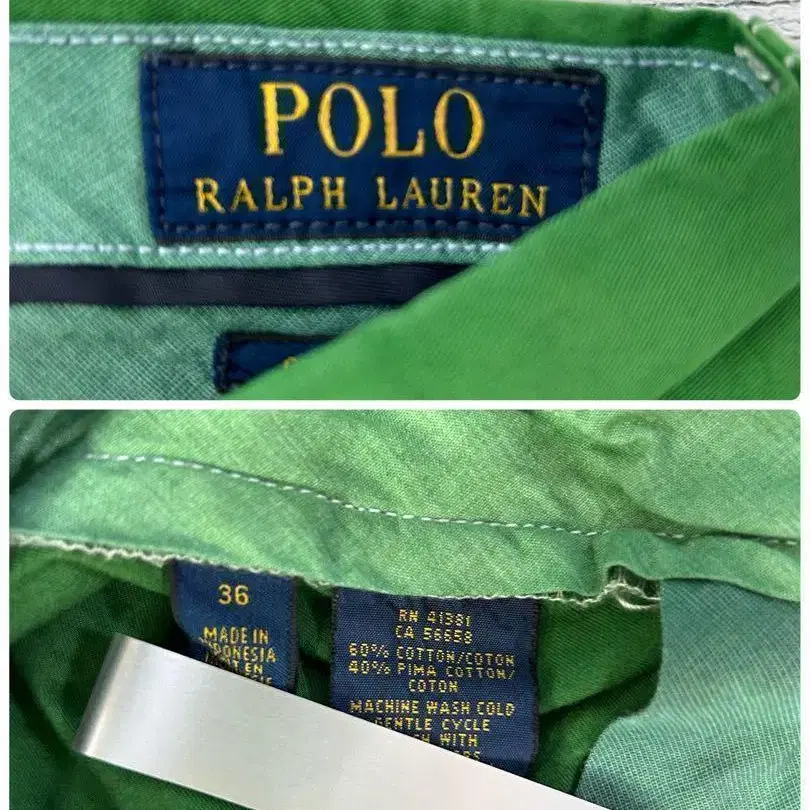 POLO
RALPH LAUREN
36
MADE IN
RN 41381
CA 56658
60% COTTON/COTON
40% PIMA COTTON/
COTON
MACHINE WASH COLD
GENTLE CYCLE
WITH